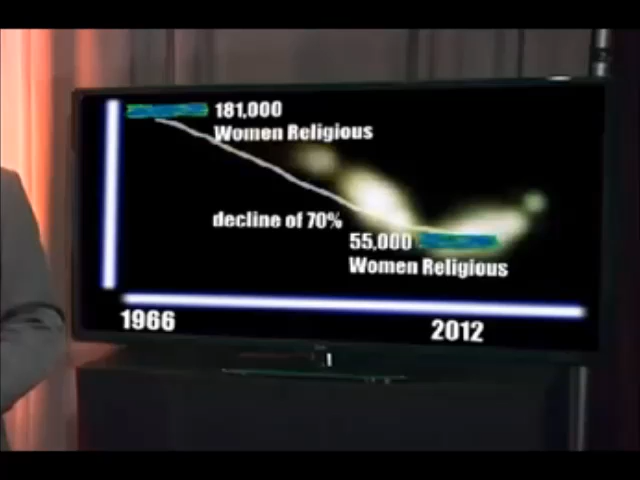 181,000
Women Religious
decline of 70%
55,000
Women Religious
1966
2012